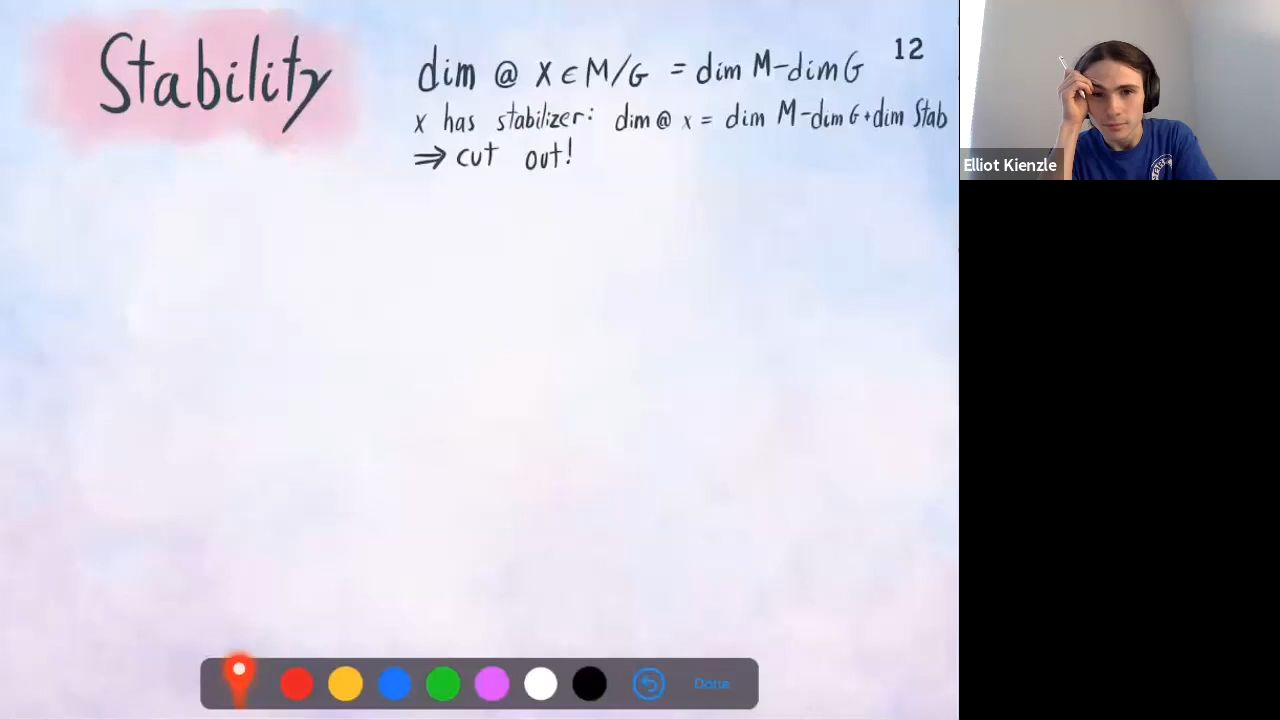 Stability
dim @ x ∈ M/G = dim M-dim G
12
x has stabilizer: dim @ x = dim M-dim G+dim Stab
⇒ cut out!
Elliot Kienzle
Done